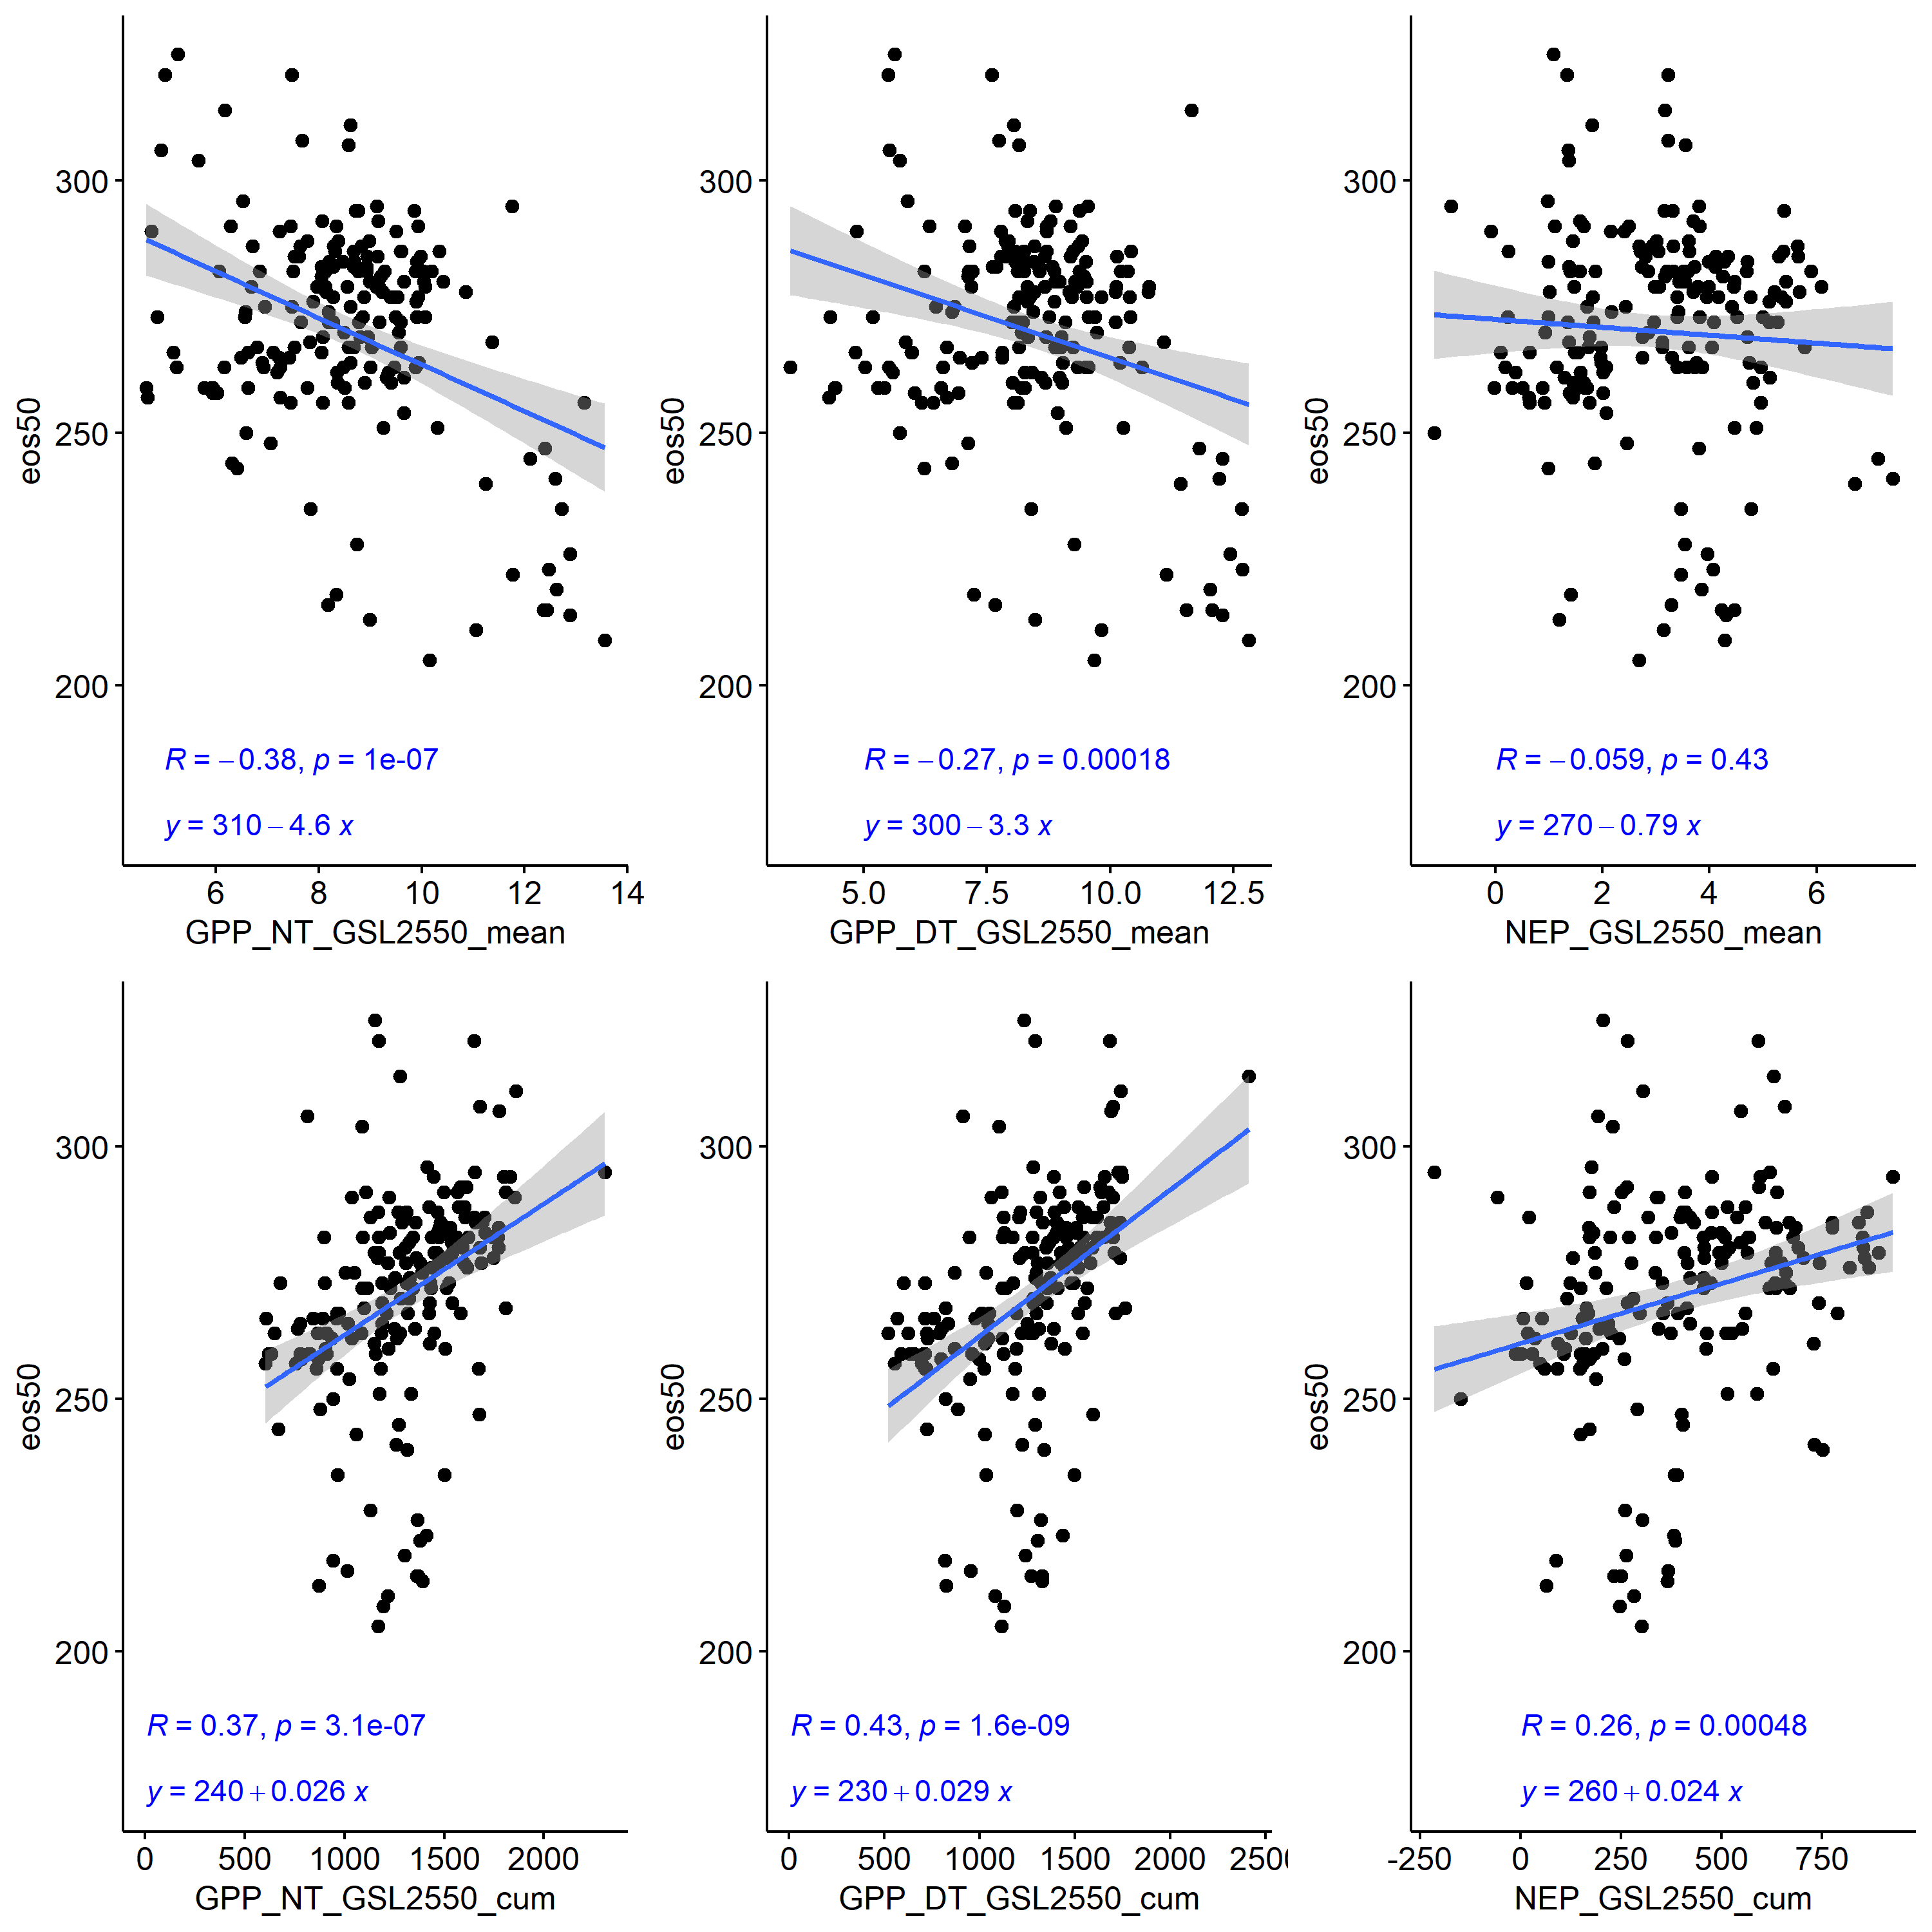 300
250
200
eos50
R = −0.38, p = 1e-07
y = 310 − 4.6 x
6 8 10 12 14
GPP_NT_GSL2550_mean
300
250
200
eos50
R = −0.27, p = 0.00018
y = 300 − 3.3 x
5.0 7.5 10.0 12.5
GPP_DT_GSL2550_mean
300
250
200
eos50
R = −0.059, p = 0.43
y = 270 − 0.79 x
0 2 4 6
NEP_GSL2550_mean
300
250
200
eos50
R = 0.37, p = 3.1e-07
y = 240 + 0.026 x
0 500 1000 1500 2000
GPP_NT_GSL2550_cum
300
250
200
eos50
R = 0.43, p = 1.6e-09
y = 230 + 0.029 x
0 500 1000 1500 2000
GPP_DT_GSL2550_cum
300
250
200
eos50
R = 0.26, p = 0.00048
y = 260 + 0.024 x
-250 0 250 500 750
NEP_GSL2550_cum